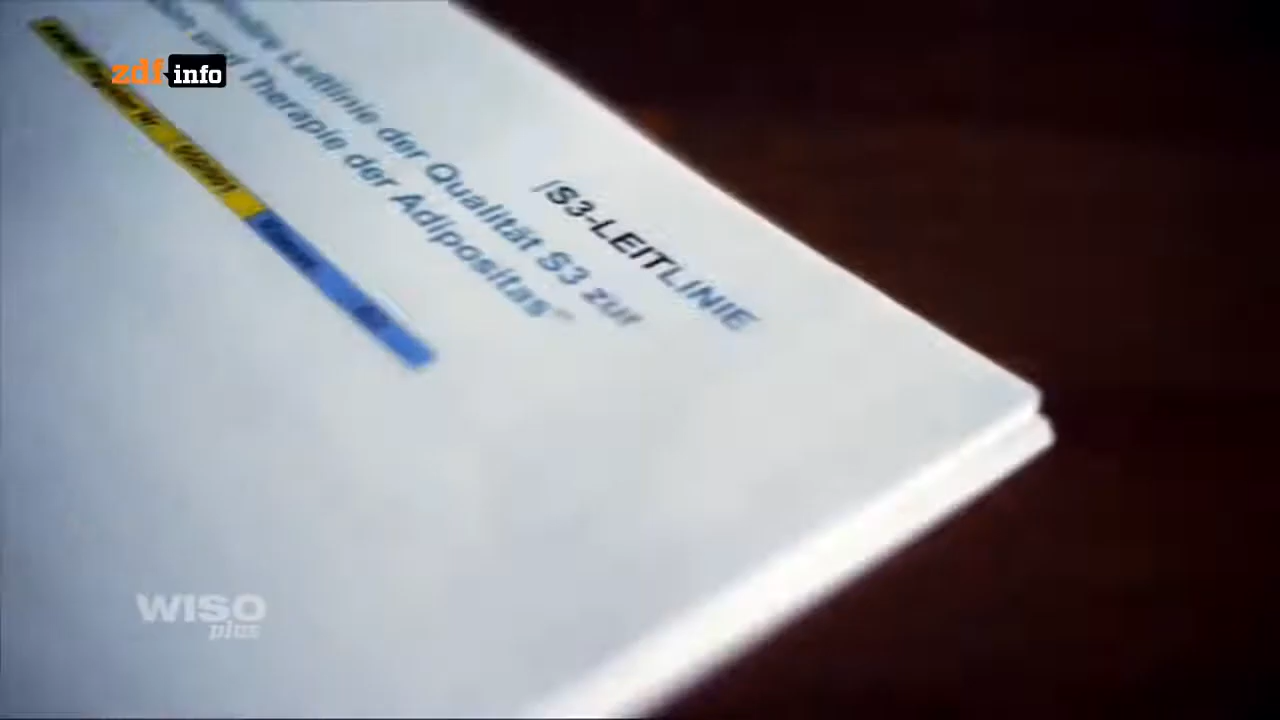 zdf info
S3-LEITLINIE
Leitlinie der Qualität S3 zur
und Therapie der Adipositas“
WISO
plus